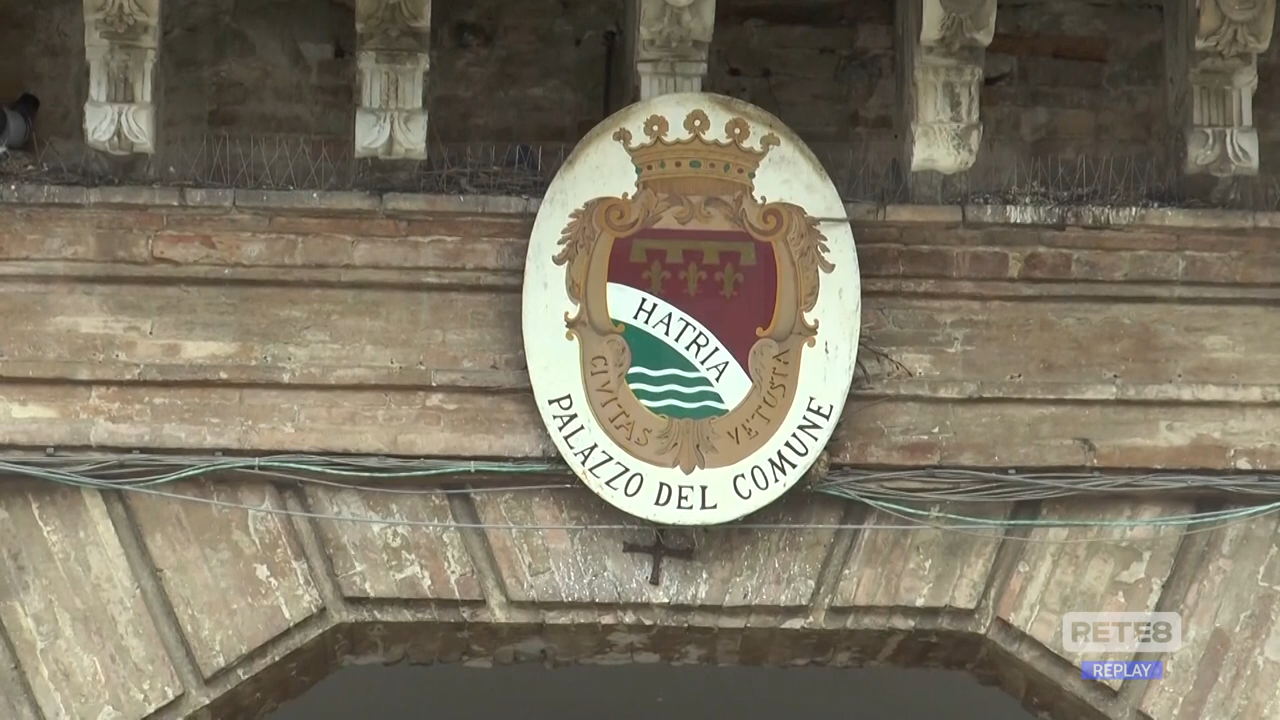 HATRIA
CIVITAS VETUSTA
PALAZZO DEL COMUNE
RETE8
REPLAY